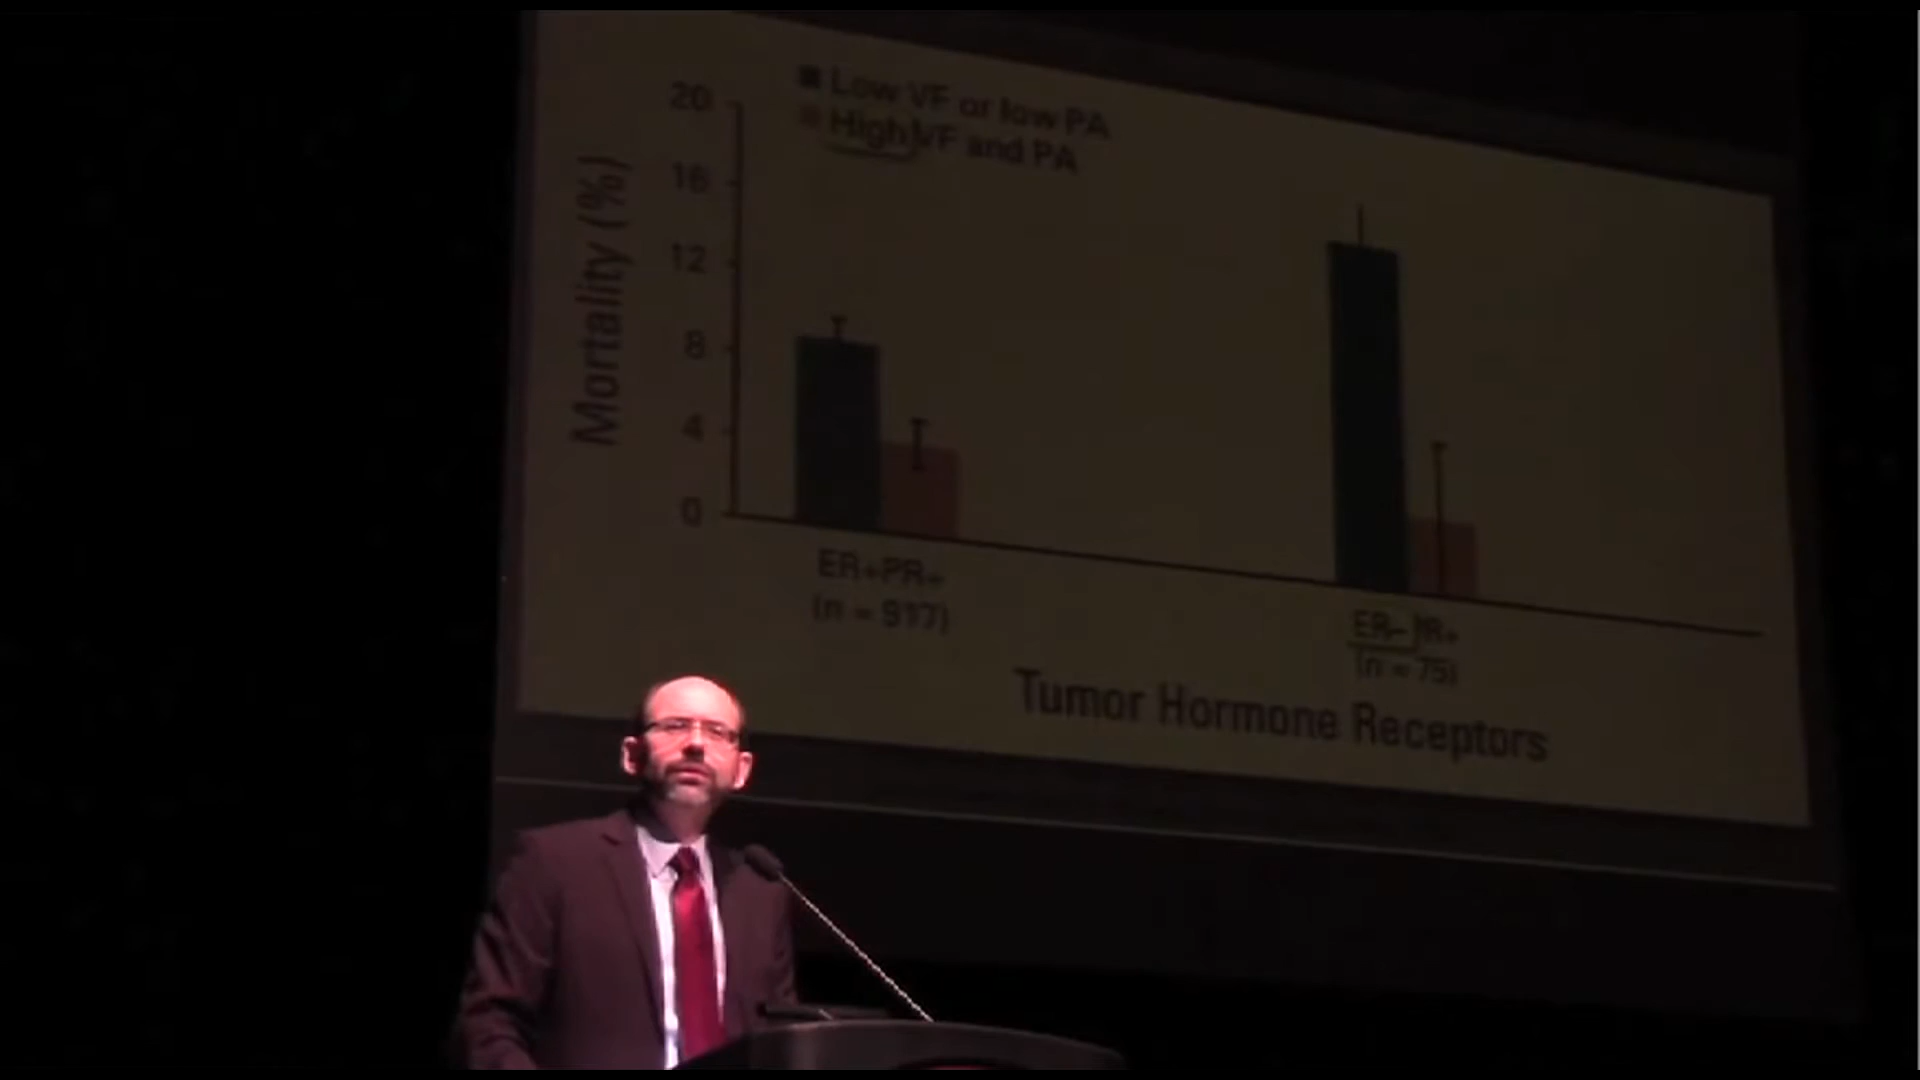 Low VF or low PA
High VF and PA
20
16
12
8
4
0
Mortality (%)
ER+PR+
(n = 917)
ER– PR+
(n = 75)
Tumor Hormone Receptors